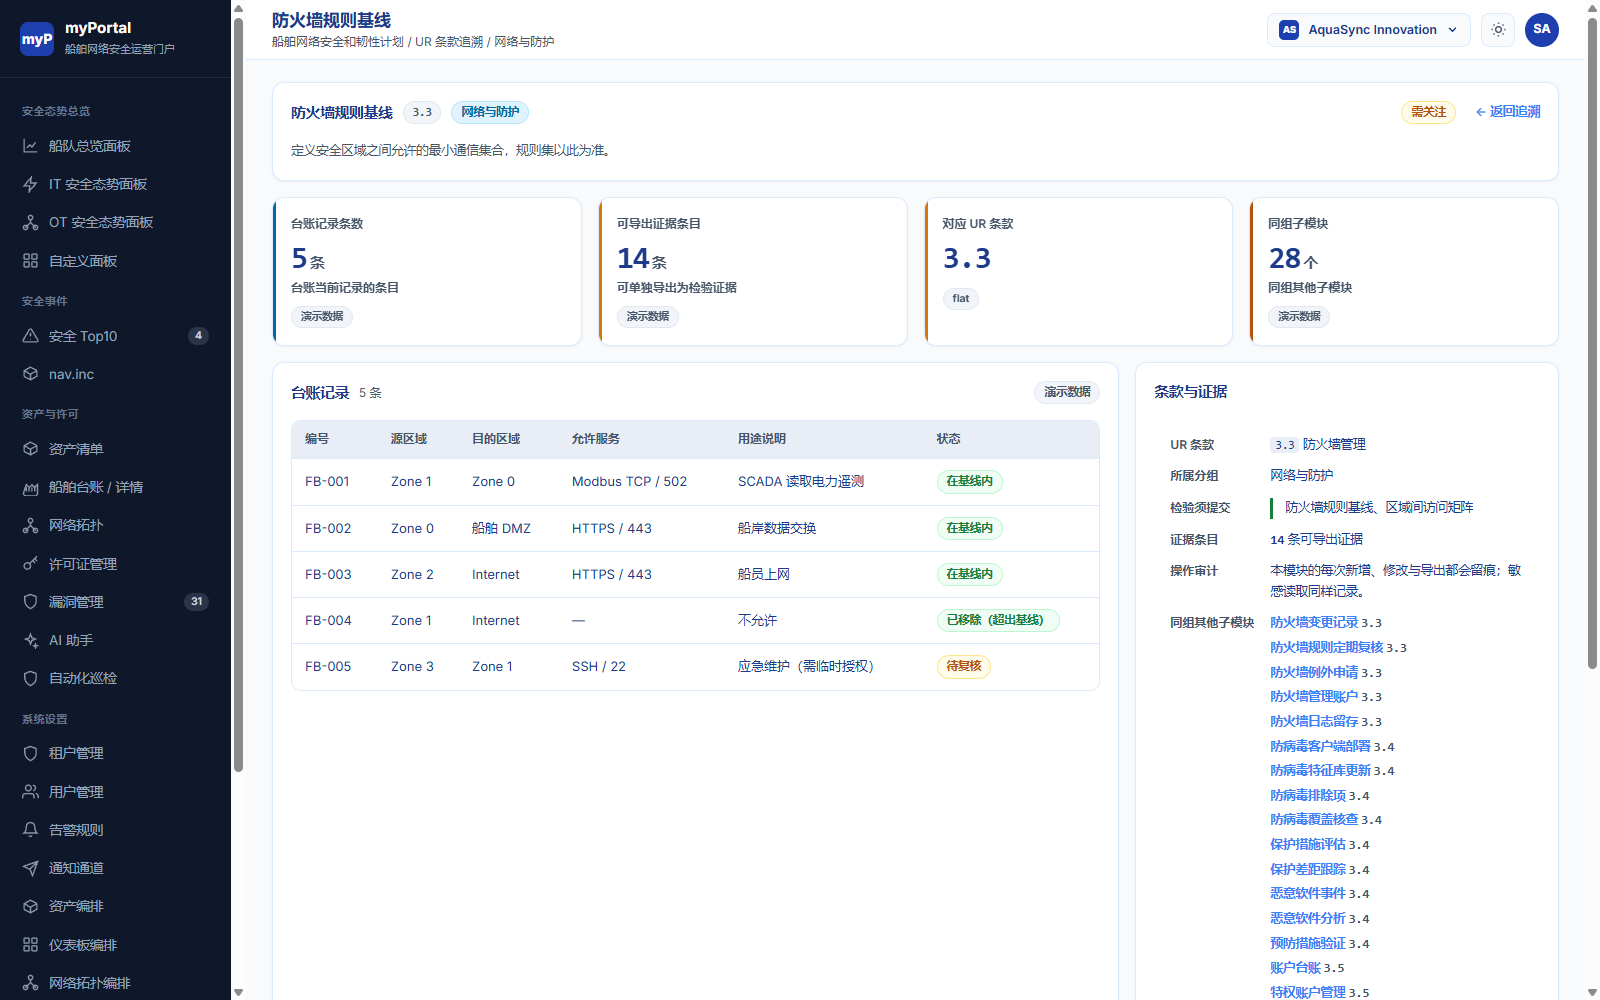 myP
myPortal
船舶网络安全运营门户
安全态势总览
船队总览面板
IT 安全态势面板
OT 安全态势面板
自定义面板
安全事件
安全 Top10
4
nav.inc
资产与许可
资产清单
船舶台账 / 详情
网络拓扑
许可证管理
漏洞管理
31
AI 助手
自动化巡检
系统设置
租户管理
用户管理
告警规则
通知通道
资产编排
仪表板编排
网络拓扑编排
防火墙规则基线
船舶网络安全和韧性计划 / UR 条款追溯 / 网络与防护
AS
AquaSync Innovation
SA
防火墙规则基线
3.3
网络与防护
需关注
← 返回追溯
定义安全区域之间允许的最小通信集合，规则集以此为准。
台账记录条数
5 条
台账当前记录的条目
演示数据
可导出证据条目
14 条
可单独导出为检验证据
演示数据
对应 UR 条款
3.3
flat
同组子模块
28 个
同组其他子模块
演示数据
台账记录 5 条
演示数据
编号 源区域 目的区域 允许服务 用途说明 状态
FB-001 Zone 1 Zone 0 Modbus TCP / 502 SCADA 读取电力遥测 在基线内
FB-002 Zone 0 船舶 DMZ HTTPS / 443 船岸数据交换 在基线内
FB-003 Zone 2 Internet HTTPS / 443 船员上网 在基线内
FB-004 Zone 1 Internet — 不允许 已移除（超出基线）
FB-005 Zone 3 Zone 1 SSH / 22 应急维护（需临时授权） 待复核
条款与证据
UR 条款 3.3 防火墙管理
所属分组 网络与防护
检验须提交 防火墙规则基线、区域间访问矩阵
证据条目 14 条可导出证据
操作审计 本模块的每次新增、修改与导出都会留痕；敏
感读取同样记录。
同组其他子模块 防火墙变更记录 3.3
防火墙规则定期复核 3.3
防火墙例外申请 3.3
防火墙管理账户 3.3
防火墙日志留存 3.3
防病毒客户端部署 3.4
防病毒特征库更新 3.4
防病毒排除项 3.4
防病毒覆盖核查 3.4
保护措施评估 3.4
保护差距跟踪 3.4
恶意软件事件 3.4
恶意软件分析 3.4
预防措施验证 3.4
账户台账 3.5
特权账户管理 3.5